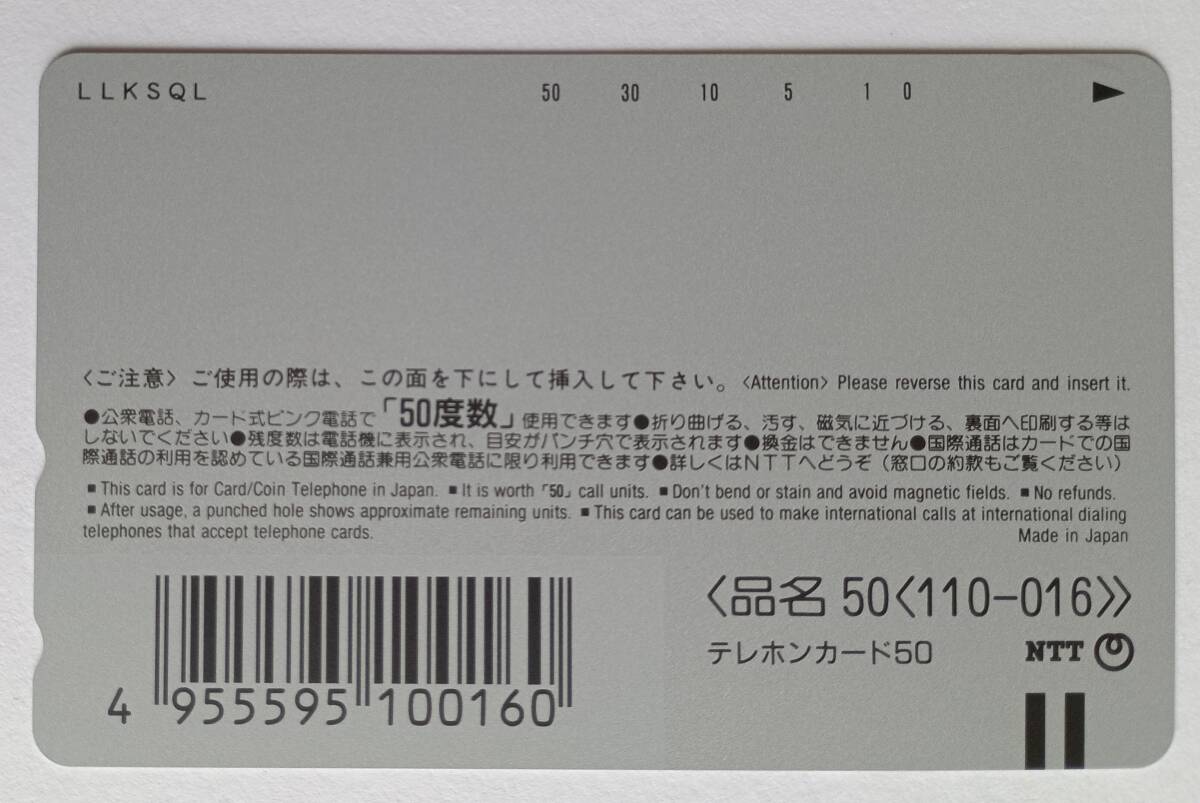 LLKSQL 50 30 10 5 1 0 ▶
〈ご注意〉ご使用の際は、この面を下にして挿入して下さい。〈Attention〉Please reverse this card and insert it.
●公衆電話、カード式ピンク電話で「50度数」使用できます●折り曲げる、汚す、磁気に近づける、裏面へ印刷する等は
しないでください●残度数は電話機に表示され、目安がパンチ穴で表示されます●換金はできません●国際通話はカードでの国
際通話の利用を認めている国際通話兼用公衆電話に限り利用できます●詳しくはNTTへどうぞ（窓口の約款もご覧ください）
■This card is for Card/Coin Telephone in Japan. ■It is worth「50」call units. ■Don't bend or stain and avoid magnetic fields. ■No refunds.
■After usage, a punched hole shows approximate remaining units. ■This card can be used to make international calls at international dialing
telephones that accept telephone cards.
Made in Japan
〈品名 50〈110-016〉〉
テレホンカード50
NTT
4 955595 100160